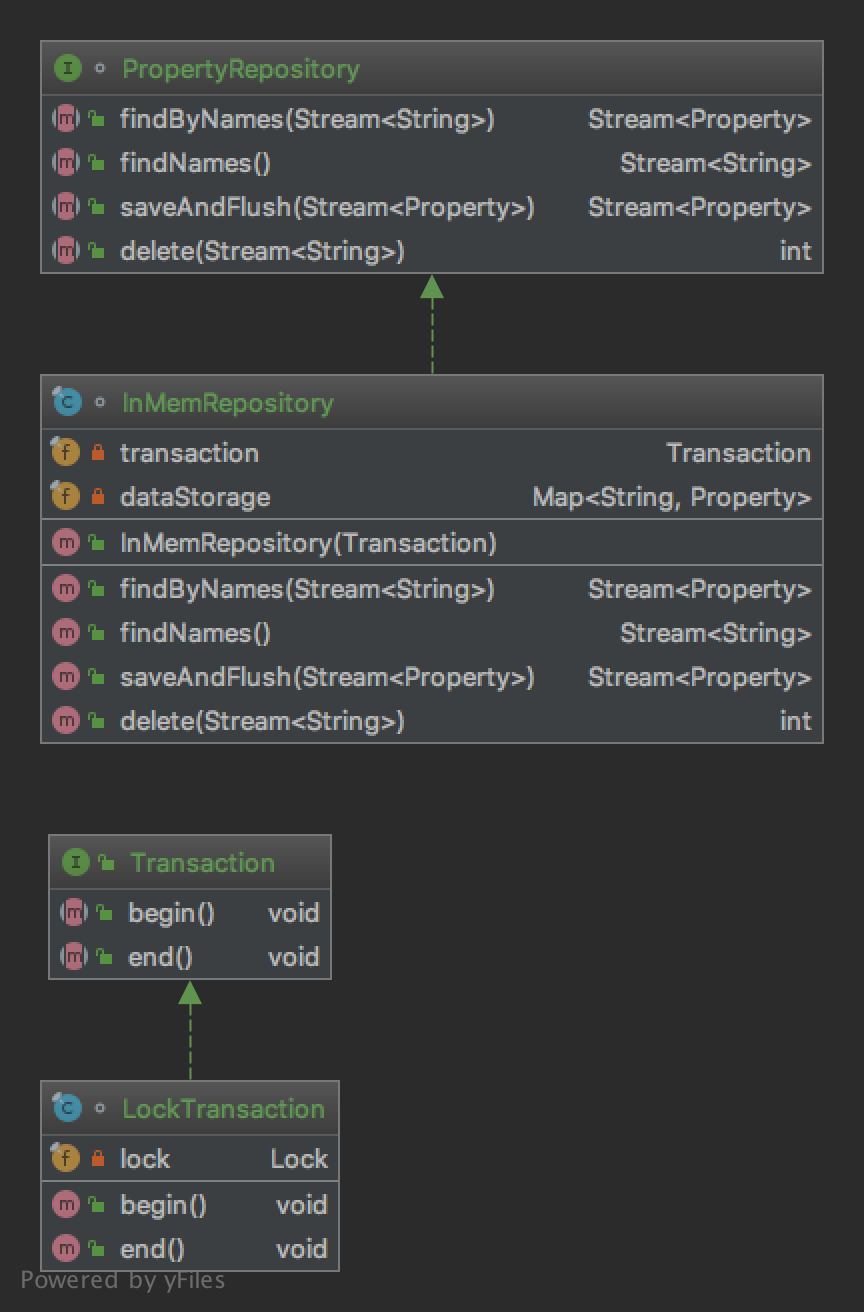 PropertyRepository
findByNames(Stream<String>) Stream<Property>
findNames() Stream<String>
saveAndFlush(Stream<Property>) Stream<Property>
delete(Stream<String>) int
InMemRepository
transaction Transaction
dataStorage Map<String, Property>
InMemRepository(Transaction)
findByNames(Stream<String>) Stream<Property>
findNames() Stream<String>
saveAndFlush(Stream<Property>) Stream<Property>
delete(Stream<String>) int
Transaction
begin() void
end() void
LockTransaction
lock Lock
begin() void
end() void
Powered by yFiles